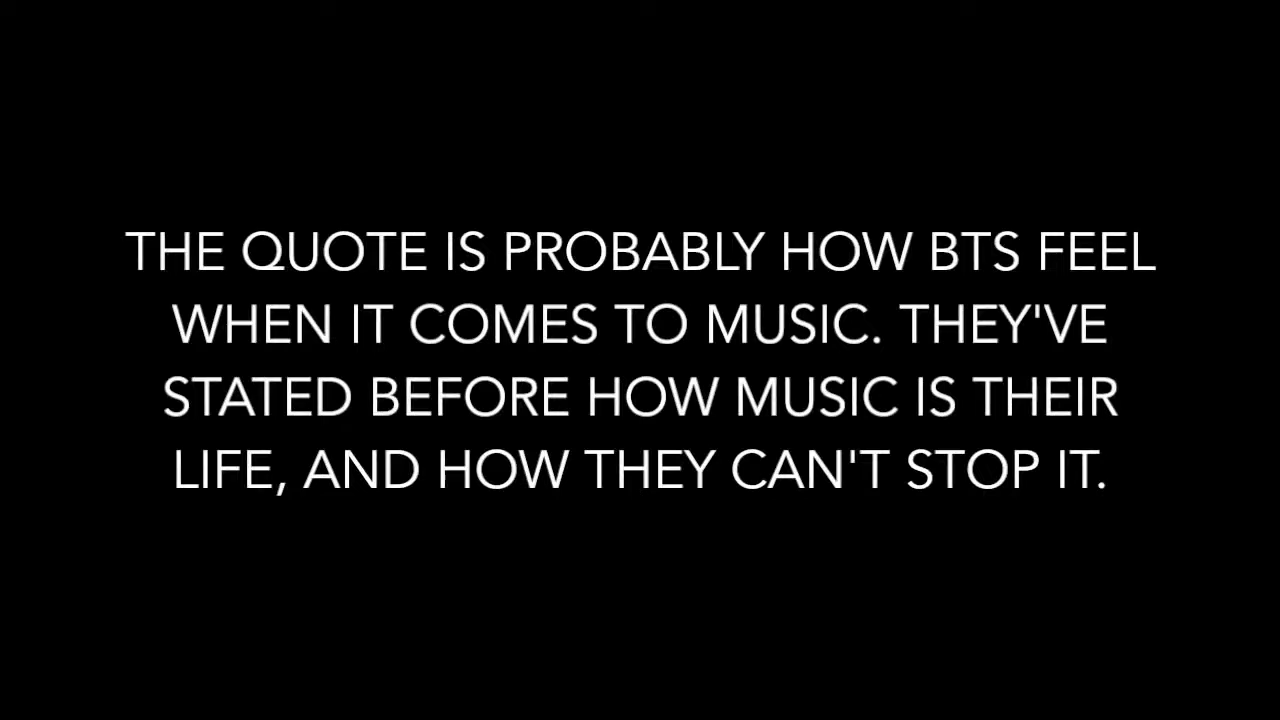 THE QUOTE IS PROBABLY HOW BTS FEEL
WHEN IT COMES TO MUSIC. THEY'VE
STATED BEFORE HOW MUSIC IS THEIR
LIFE, AND HOW THEY CAN'T STOP IT.